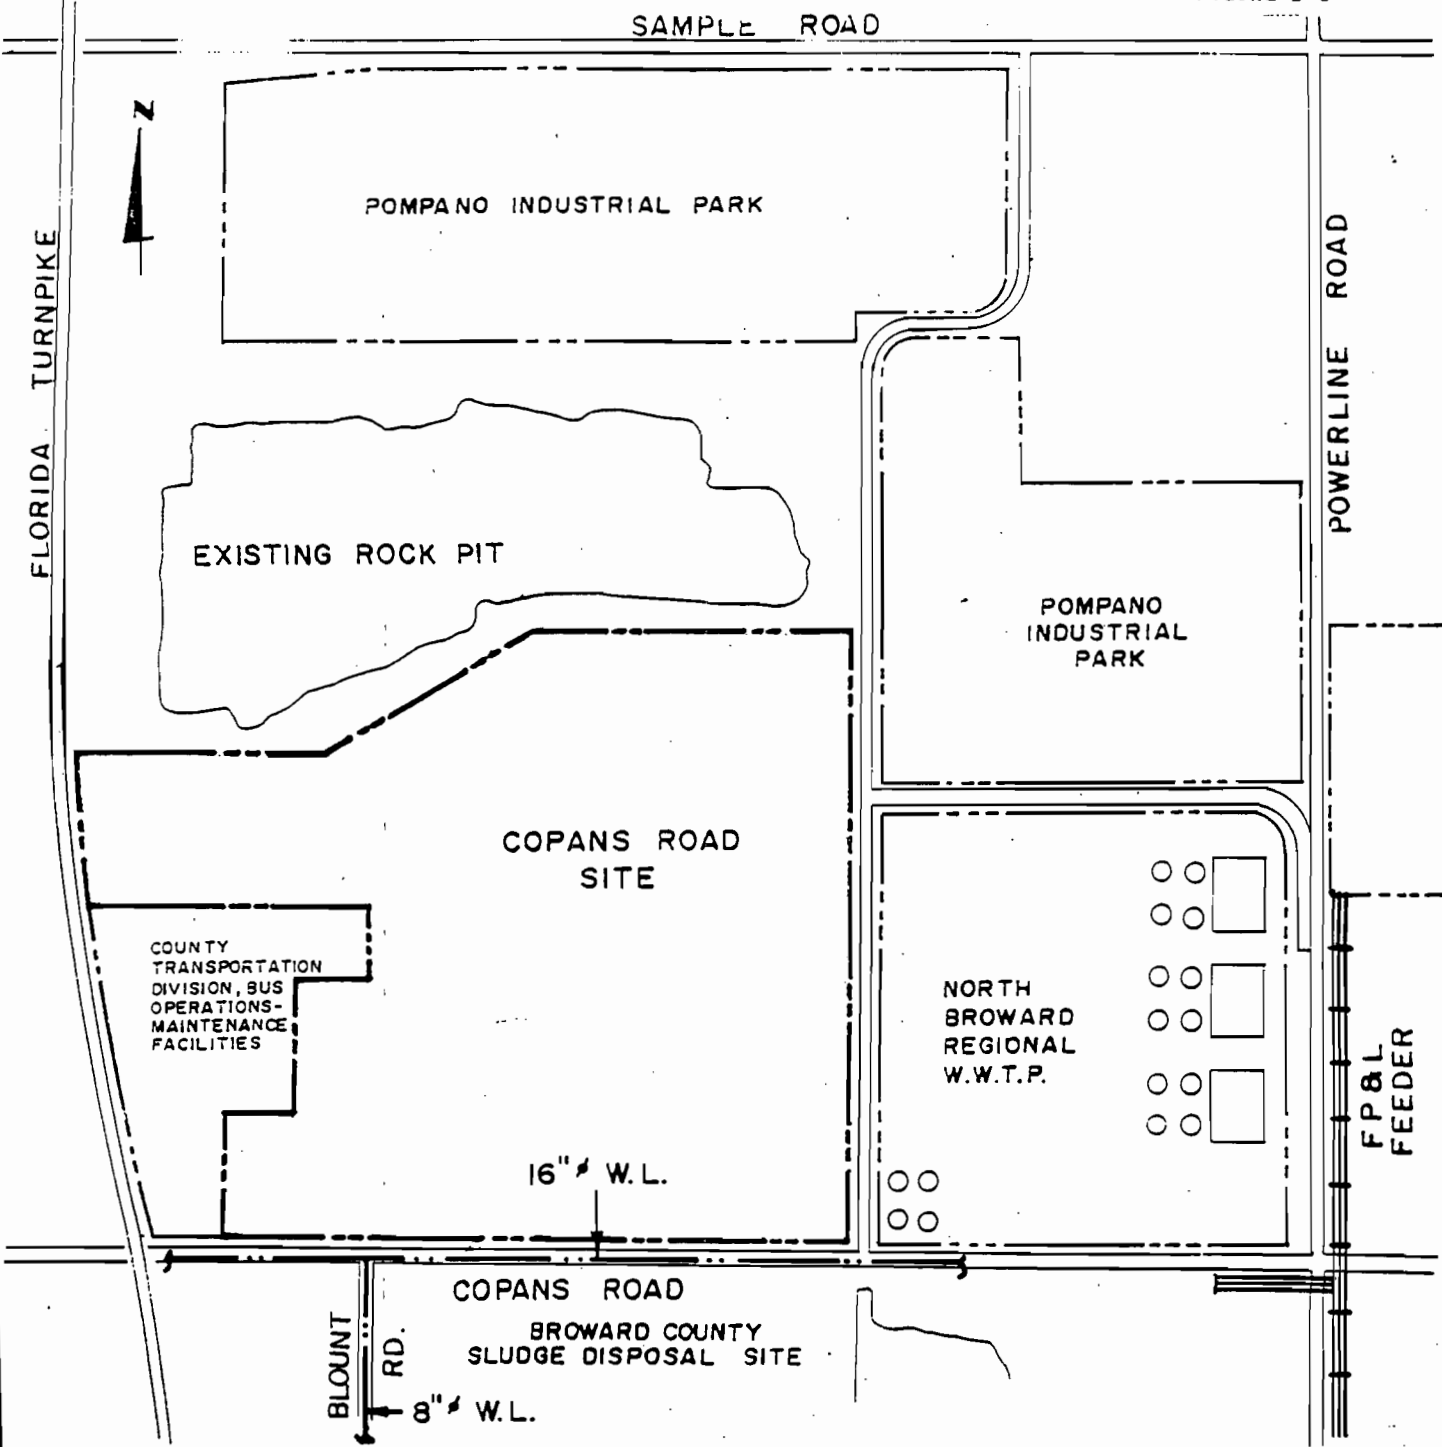 SAMPLE ROAD
N
POMPANO INDUSTRIAL PARK
FLORIDA TURNPIKE
POWERLINE ROAD
EXISTING ROCK PIT
POMPANO
INDUSTRIAL
PARK
COPANS ROAD
SITE
COUNTY
TRANSPORTATION
DIVISION, BUS
OPERATIONS-
MAINTENANCE
FACILITIES
NORTH
BROWARD
REGIONAL
W.W.T.P.
FP&L
FEEDER
16"ø W.L.
COPANS ROAD
BROWARD COUNTY
SLUDGE DISPOSAL SITE
BLOUNT
RD.
8"ø W.L.